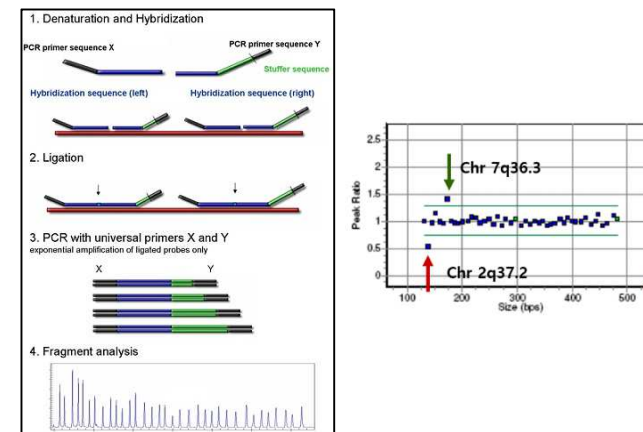 1. Denaturation and Hybridization
PCR primer sequence X
PCR primer sequence Y
Stuffer sequence
Hybridization sequence (left)
Hybridization sequence (right)
2. Ligation
3. PCR with universal primers X and Y
exponential amplification of ligated probes only
X
Y
4. Fragment analysis
2.5
2
1.5
1
0.5
0
Peak Ratio
Chr 7q36.3
Chr 2q37.2
100
200
300
400
500
Size (bps)